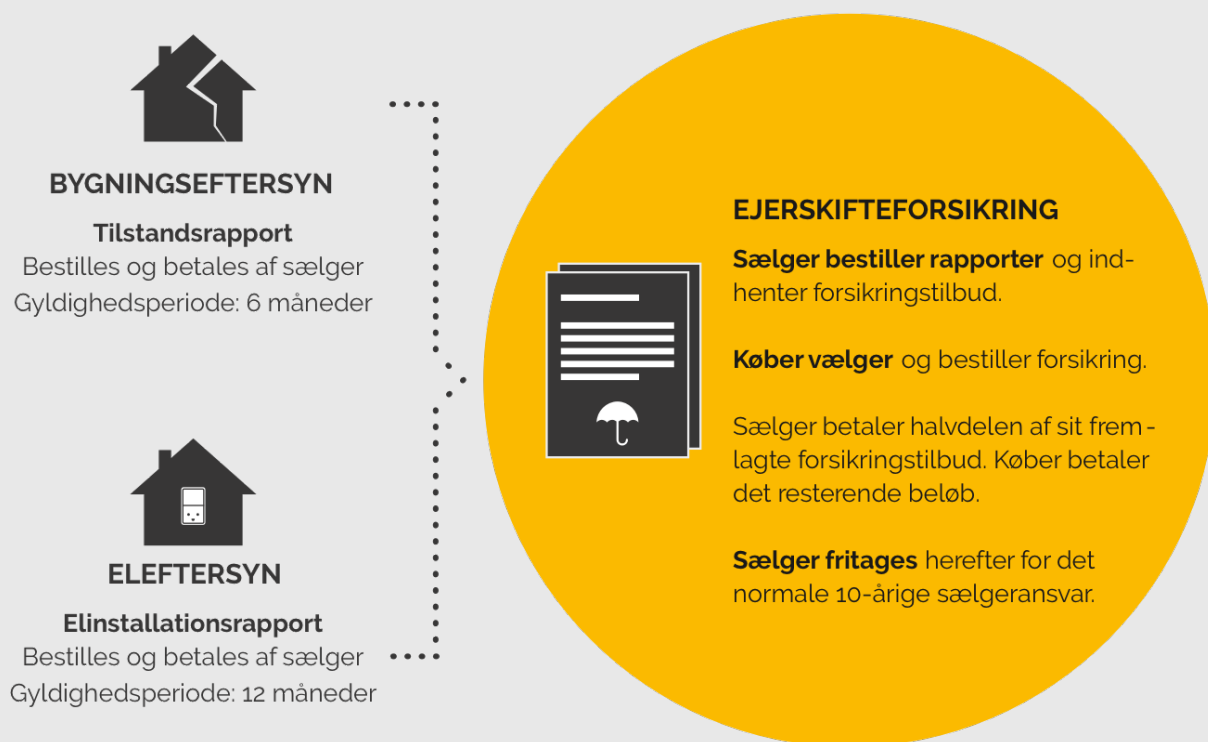 BYGNINGSEFTERSYN
Tilstandsrapport
Bestilles og betales af sælger
Gyldighedsperiode: 6 måneder
ELEFTERSYN
Elinstallationsrapport
Bestilles og betales af sælger
Gyldighedsperiode: 12 måneder
EJERSKIFTEFORSIKRING
Sælger bestiller rapporter og ind-
henter forsikringstilbud.
Køber vælger og bestiller forsikring.
Sælger betaler halvdelen af sit frem-
lagte forsikringstilbud. Køber betaler
det resterende beløb.
Sælger fritages herefter for det
normale 10-årige sælgeransvar.